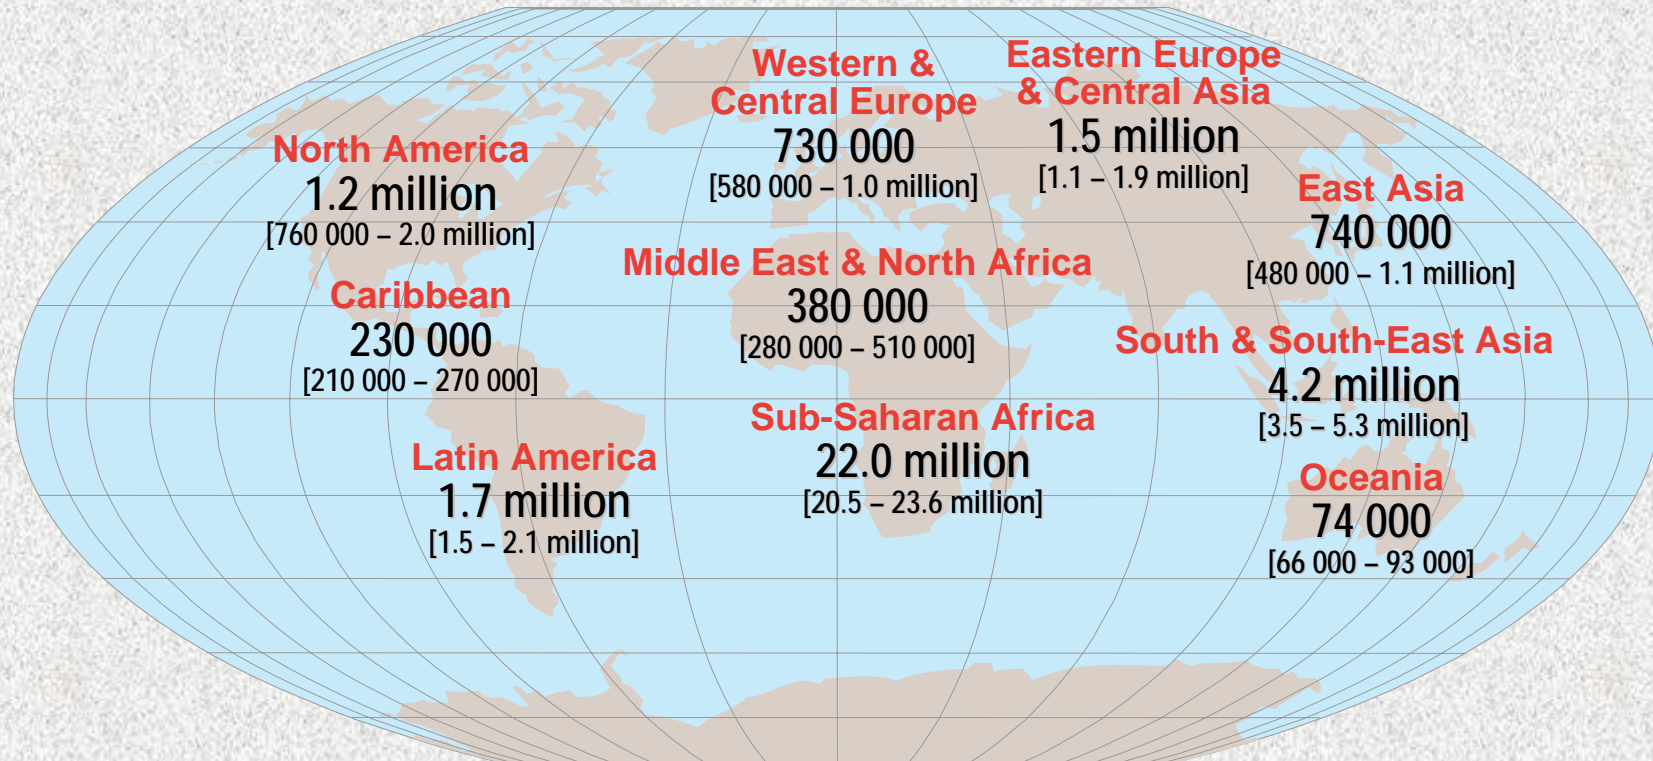 Western &
Central Europe
730 000
[580 000 – 1.0 million]
Eastern Europe
& Central Asia
1.5 million
[1.1 – 1.9 million]
North America
1.2 million
[760 000 – 2.0 million]
East Asia
740 000
[480 000 – 1.1 million]
Middle East & North Africa
380 000
[280 000 – 510 000]
Caribbean
230 000
[210 000 – 270 000]
South & South-East Asia
4.2 million
[3.5 – 5.3 million]
Sub-Saharan Africa
22.0 million
[20.5 – 23.6 million]
Latin America
1.7 million
[1.5 – 2.1 million]
Oceania
74 000
[66 000 – 93 000]